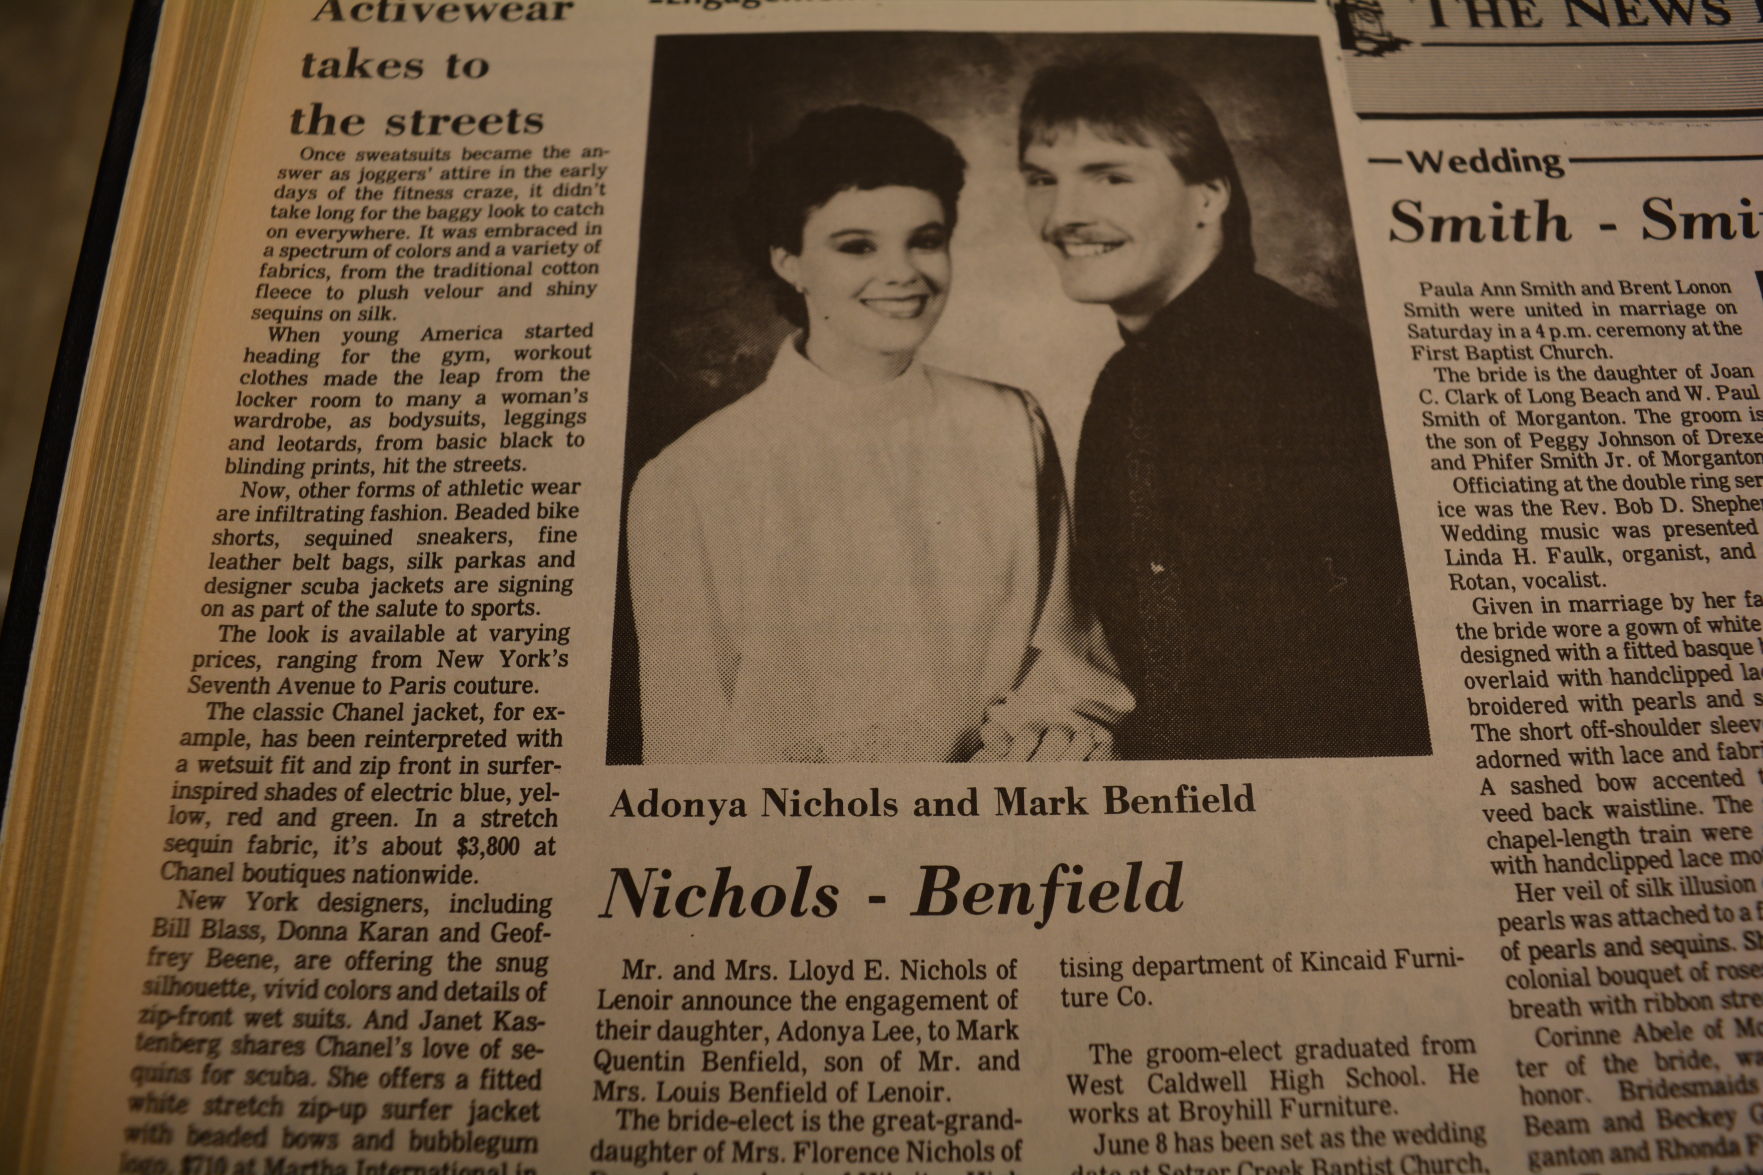 Activewear
takes to
the streets
Once sweatsuits became the an-
swer as joggers' attire in the early
days of the fitness craze, it didn't
take long for the baggy look to catch
on everywhere. It was embraced in
a spectrum of colors and a variety of
fabrics, from the traditional cotton
fleece to plush velour and shiny
sequins on silk.
When young America started
heading for the gym, workout
clothes made the leap from the
locker room to many a woman's
wardrobe, as bodysuits, leggings
and leotards, from basic black to
blinding prints, hit the streets.
Now, other forms of athletic wear
are infiltrating fashion. Beaded bike
shorts, sequined sneakers, fine
leather belt bags, silk parkas and
designer scuba jackets are signing
on as part of the salute to sports.
The look is available at varying
prices, ranging from New York's
Seventh Avenue to Paris couture.
The classic Chanel jacket, for ex-
ample, has been reinterpreted with
a wetsuit fit and zip front in surfer-
inspired shades of electric blue, yel-
low, red and green. In a stretch
sequin fabric, it's about $3,800 at
Chanel boutiques nationwide.
New York designers, including
Bill Blass, Donna Karan and Geof-
frey Beene, are offering the snug
silhouette, vivid colors and details of
zip-front wet suits. And Janet Kas-
tenberg shares Chanel's love of se-
quins for scuba. She offers a fitted
white stretch zip-up surfer jacket
with beaded bows and bubblegum
logo, $710 at Martha International in
Adonya Nichols and Mark Benfield
Nichols - Benfield
Mr. and Mrs. Lloyd E. Nichols of
Lenoir announce the engagement of
their daughter, Adonya Lee, to Mark
Quentin Benfield, son of Mr. and
Mrs. Louis Benfield of Lenoir.
The bride-elect is the great-grand-
daughter of Mrs. Florence Nichols of
tising department of Kincaid Furni-
ture Co.
The groom-elect graduated from
West Caldwell High School. He
works at Broyhill Furniture.
June 8 has been set as the wedding
date at Setzer Creek Baptist Church.
THE NEWS
Wedding
Smith - Smi
Paula Ann Smith and Brent Lonon
Smith were united in marriage on
Saturday in a 4 p.m. ceremony at the
First Baptist Church.
The bride is the daughter of Joan
C. Clark of Long Beach and W. Paul
Smith of Morganton. The groom is
the son of Peggy Johnson of Drexe
and Phifer Smith Jr. of Morganton
Officiating at the double ring ser
ice was the Rev. Bob D. Shephe
Wedding music was presented
Linda H. Faulk, organist, and
Rotan, vocalist.
Given in marriage by her fa
the bride wore a gown of white
designed with a fitted basque
overlaid with handclipped la
broidered with pearls and s
The short off-shoulder sleev
adorned with lace and fabri
A sashed bow accented
veed back waistline. The
chapel-length train were
with handclipped lace mo
Her veil of silk illusion
pearls was attached to a f
of pearls and sequins. Sh
colonial bouquet of rose
breath with ribbon stre
Corinne Abele of Mo
ter of the bride, wa
honor. Bridesmaids
Beam and Beckey
ganton and Rhonda F